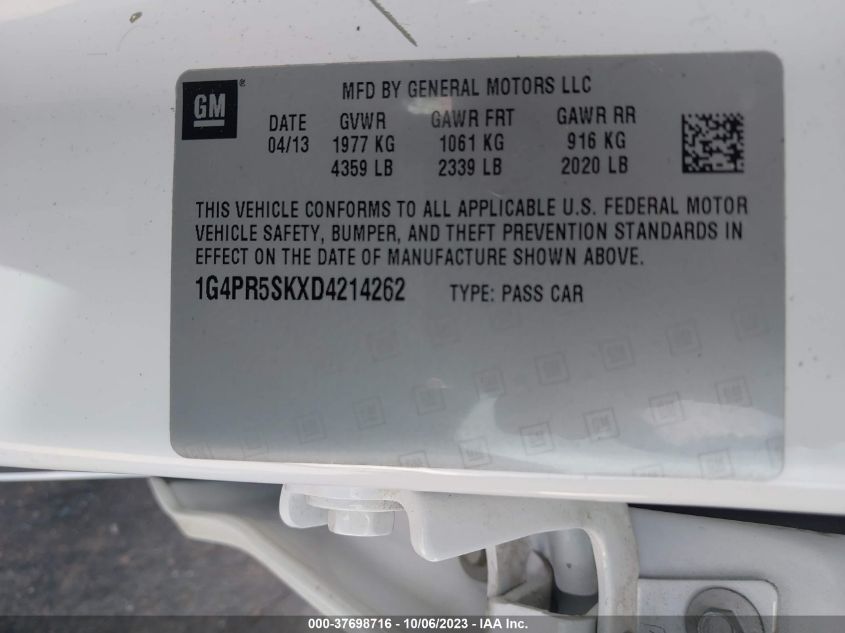 GM ®
MFD BY GENERAL MOTORS LLC
DATE GVWR GAWR FRT GAWR RR
04/13 1977 KG 1061 KG 916 KG
4359 LB 2339 LB 2020 LB
THIS VEHICLE CONFORMS TO ALL APPLICABLE U.S. FEDERAL MOTOR
VEHICLE SAFETY, BUMPER, AND THEFT PREVENTION STANDARDS IN
EFFECT ON THE DATE OF MANUFACTURE SHOWN ABOVE.
1G4PR5SKXD4214262 TYPE: PASS CAR
000-37698716 - 10/06/2023 - IAA Inc.